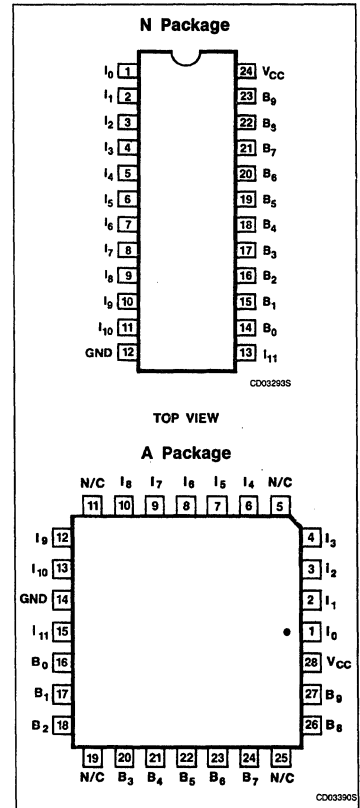 N Package
I0 1 24 VCC
I1 2 23 B9
I2 3 22 B8
I3 4 21 B7
I4 5 20 B6
I5 6 19 B5
I6 7 18 B4
I7 8 17 B3
I8 9 16 B2
I9 10 15 B1
I10 11 14 B0
GND 12 13 I11
CD03293S
TOP VIEW
A Package
N/C I8 I7 I6 I5 I4 N/C
11 10 9 8 7 6 5
I9 12 4 I3
I10 13 3 I2
GND 14 2 I1
I11 15 1 I0
B0 16 28 VCC
B1 17 27 B9
B2 18 26 B8
19 20 21 22 23 24 25
N/C B3 B4 B5 B6 B7 N/C
CD03390S